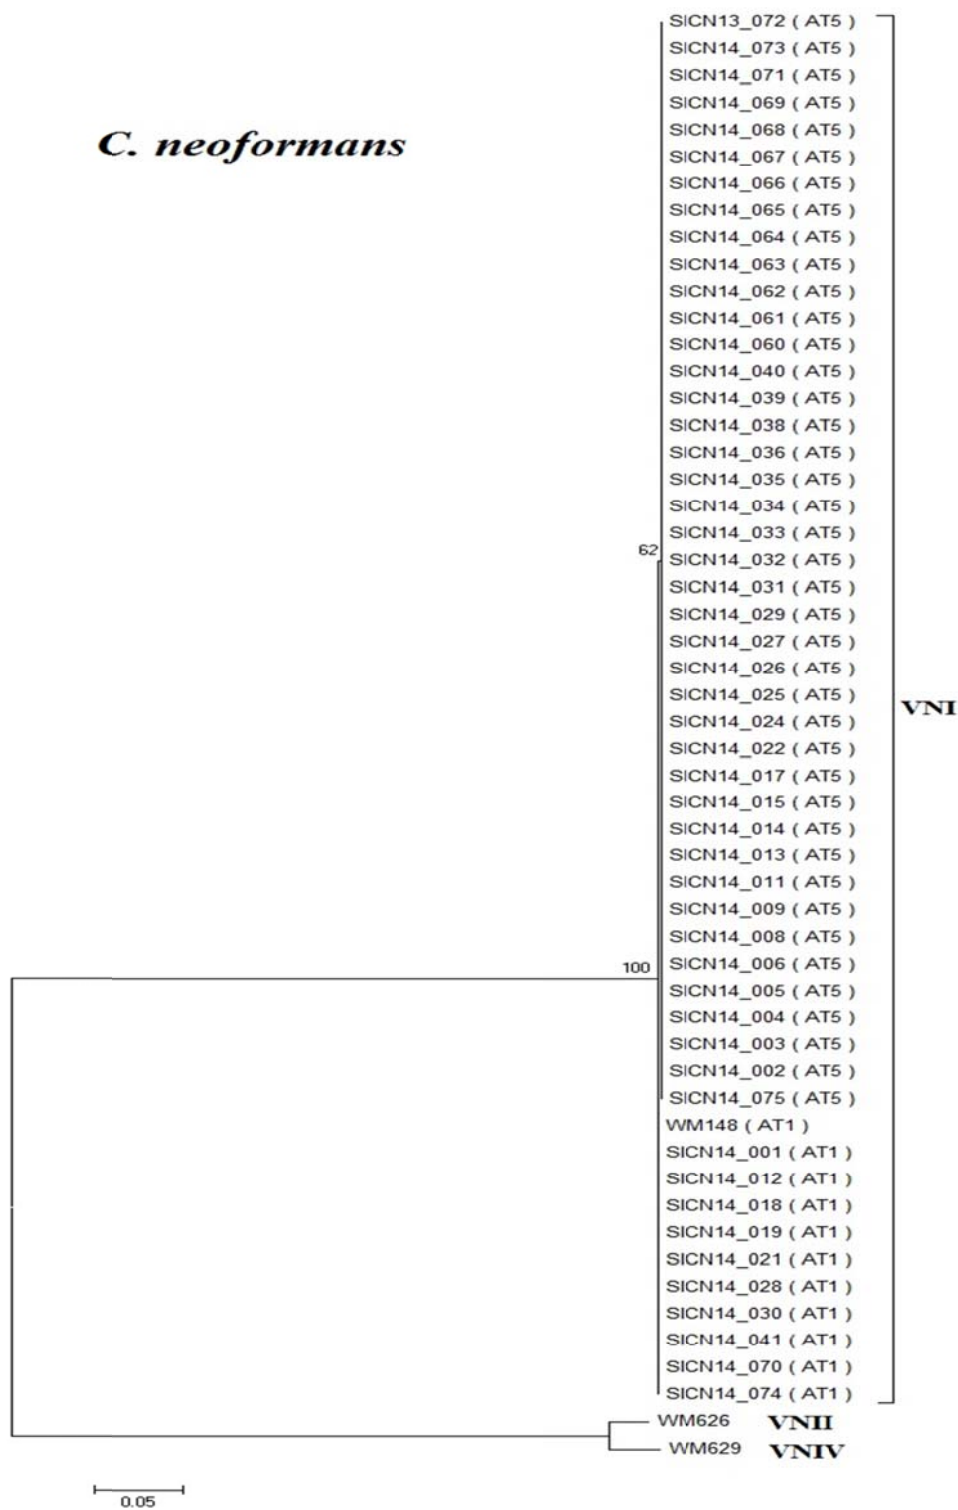 SICN13_072 ( AT5 )
SICN14_073 ( AT5 )
SICN14_071 ( AT5 )
SICN14_069 ( AT5 )
C. neoformans
SICN14_068 ( AT5 )
SICN14_067 ( AT5 )
SICN14_066 ( AT5 )
SICN14_065 ( AT5 )
SICN14_064 ( AT5 )
SICN14_063 ( AT5 )
SICN14_062 ( AT5 )
SICN14_061 ( AT5 )
SICN14_060 ( AT5 )
SICN14_040 ( AT5 )
SICN14_039 ( AT5 )
SICN14_038 ( AT5 )
SICN14_036 ( AT5 )
SICN14_035 ( AT5 )
SICN14_034 ( AT5 )
SICN14_033 ( AT5 )
62
SICN14_032 ( AT5 )
SICN14_031 ( AT5 )
SICN14_029 ( AT5 )
SICN14_027 ( AT5 )
SICN14_026 ( AT5 )
SICN14_025 ( AT5 )
VNI
SICN14_024 ( AT5 )
SICN14_022 ( AT5 )
SICN14_017 ( AT5 )
SICN14_015 ( AT5 )
SICN14_014 ( AT5 )
SICN14_013 ( AT5 )
SICN14_011 ( AT5 )
SICN14_009 ( AT5 )
SICN14_008 ( AT5 )
100
SICN14_006 ( AT5 )
SICN14_005 ( AT5 )
SICN14_004 ( AT5 )
SICN14_003 ( AT5 )
SICN14_002 ( AT5 )
SICN14_075 ( AT5 )
WM148 ( AT1 )
SICN14_001 ( AT1 )
SICN14_012 ( AT1 )
SICN14_018 ( AT1 )
SICN14_019 ( AT1 )
SICN14_021 ( AT1 )
SICN14_028 ( AT1 )
SICN14_030 ( AT1 )
SICN14_041 ( AT1 )
SICN14_070 ( AT1 )
SICN14_074 ( AT1 )
WM626 VNII
WM629 VNIV
0.05